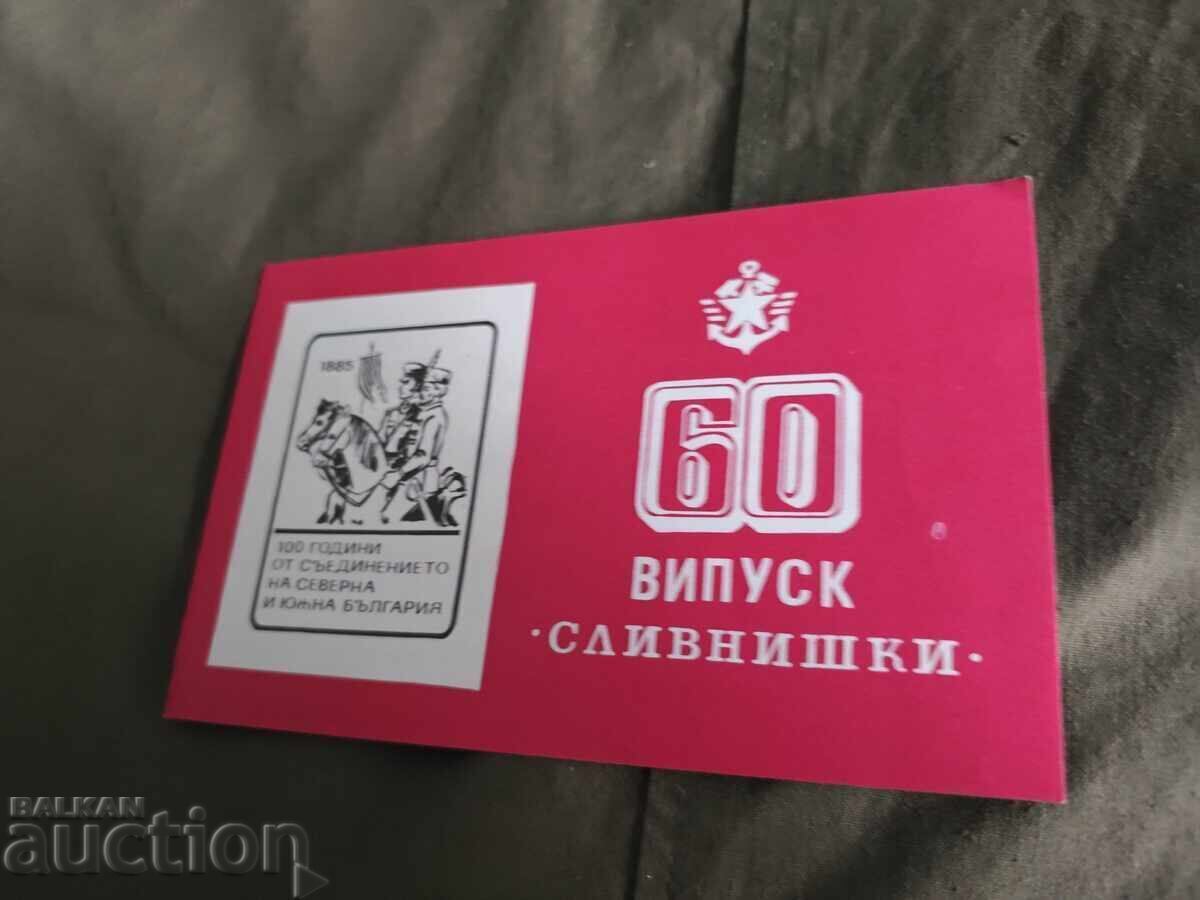 1885
100 ГОДИНИ
ОТ СЪЕДИНЕНИЕТО
НА СЕВЕРНА
И ЮЖНА БЪЛГАРИЯ
60
ВИПУСК
·СЛИВНИШКИ·
BALKAN
auction